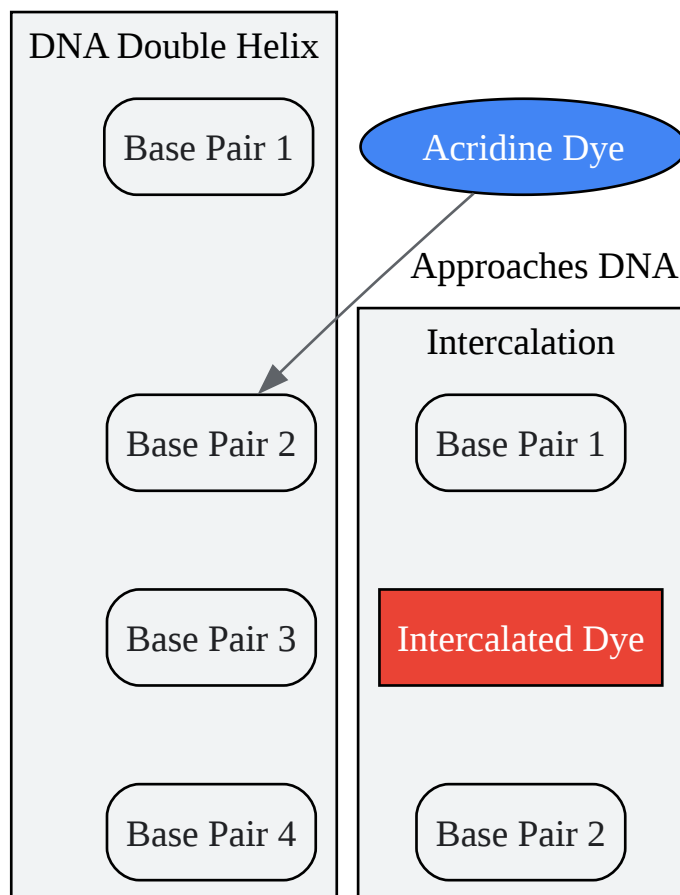 DNA Double Helix
Base Pair 1
Acridine Dye
Approaches DNA
Intercalation
Base Pair 2
Base Pair 1
Base Pair 3
Intercalated Dye
Base Pair 4
Base Pair 2